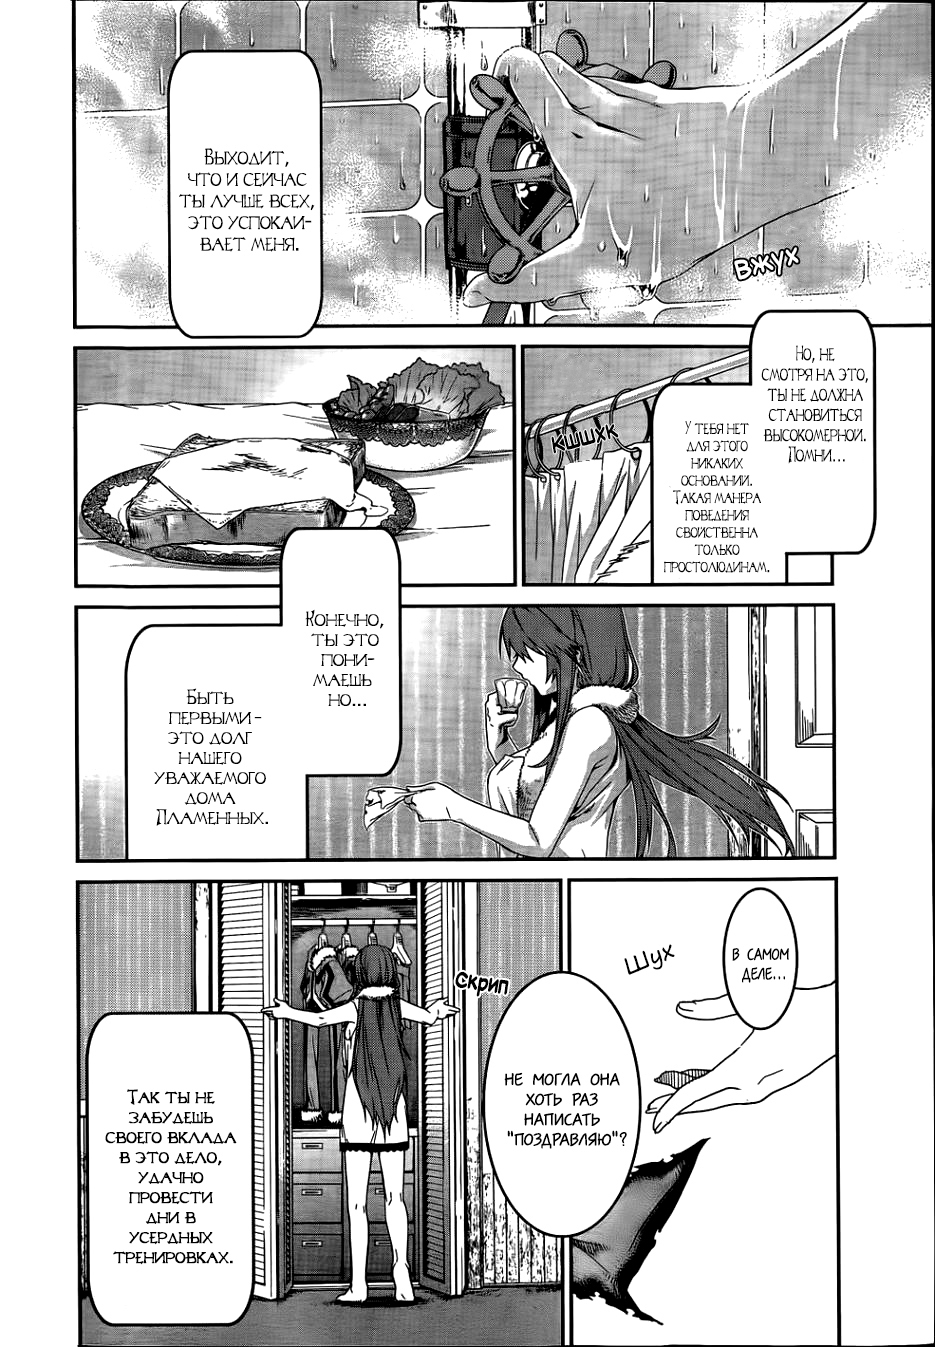 Выходит,
что и сейчас
ты лучше всех,
это успокаи-
вает меня.
Вжух
Но, не
смотря на это,
ты не должна
становиться
высокомерной.
Помни...
Кшшхк
У тебя нет
для этого
никаких
оснований.
Такая манера
поведения
свойственна
только
простолюдинам.
Конечно,
ты это
пони-
маешь
но...
Быть
первыми -
это долг
нашего
уважаемого
дома
Пламенных.
Скрип
Так ты не
забудешь
своего вклада
в это дело,
удачно
провести
дни в
усердных
тренировках.
Шух
В самом
деле...
Не могла она
хоть раз
написать
"поздравляю"?